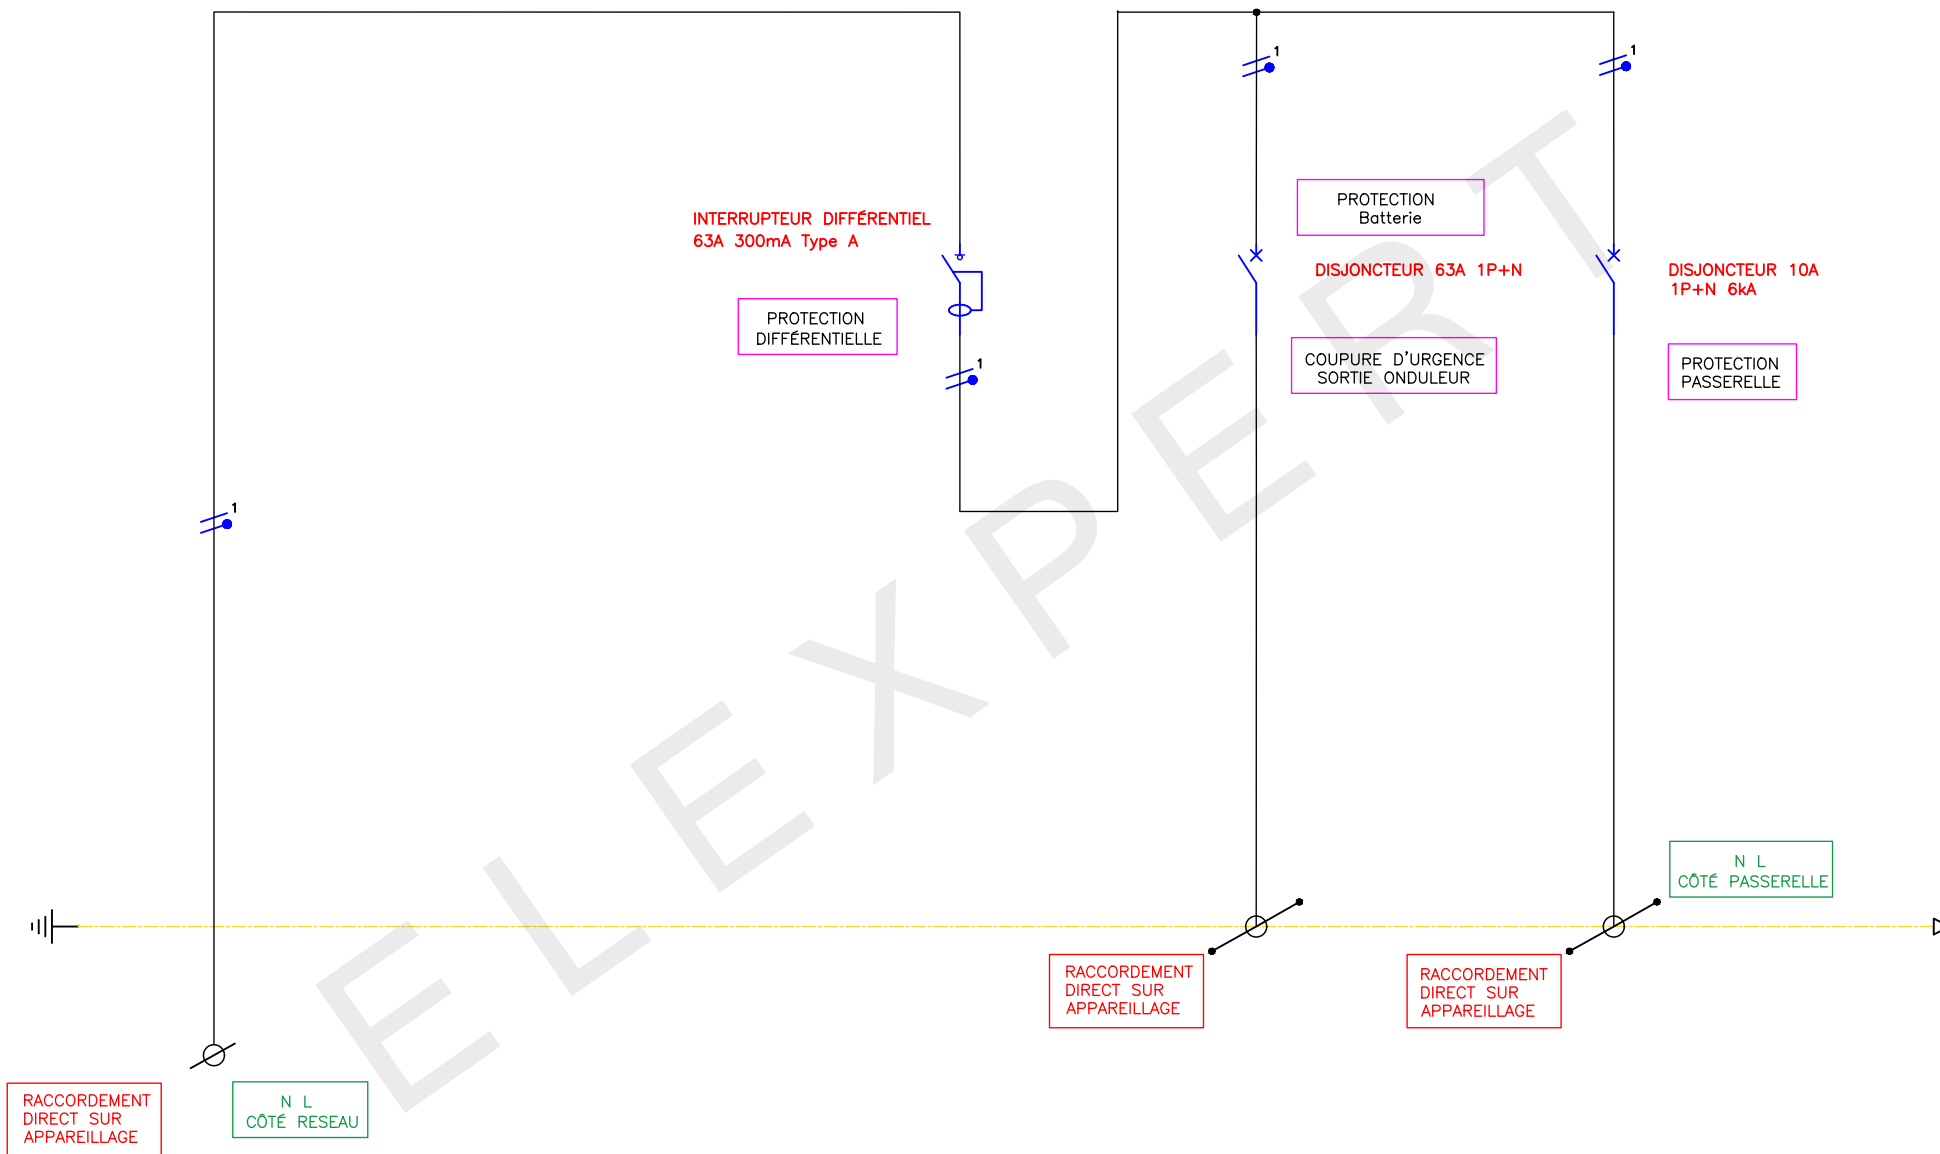 1
1
INTERRUPTEUR DIFFÉRENTIEL
63A 300mA Type A
PROTECTION
DIFFÉRENTIELLE
1
PROTECTION
Batterie
DISJONCTEUR 63A 1P+N
COUPURE D'URGENCE
SORTIE ONDULEUR
DISJONCTEUR 10A
1P+N 6kA
PROTECTION
PASSERELLE
1
ELEXPERT
N L
CÔTÉ PASSERELLE
RACCORDEMENT
DIRECT SUR
APPAREILLAGE
RACCORDEMENT
DIRECT SUR
APPAREILLAGE
RACCORDEMENT
DIRECT SUR
APPAREILLAGE
N L
CÔTÉ RESEAU